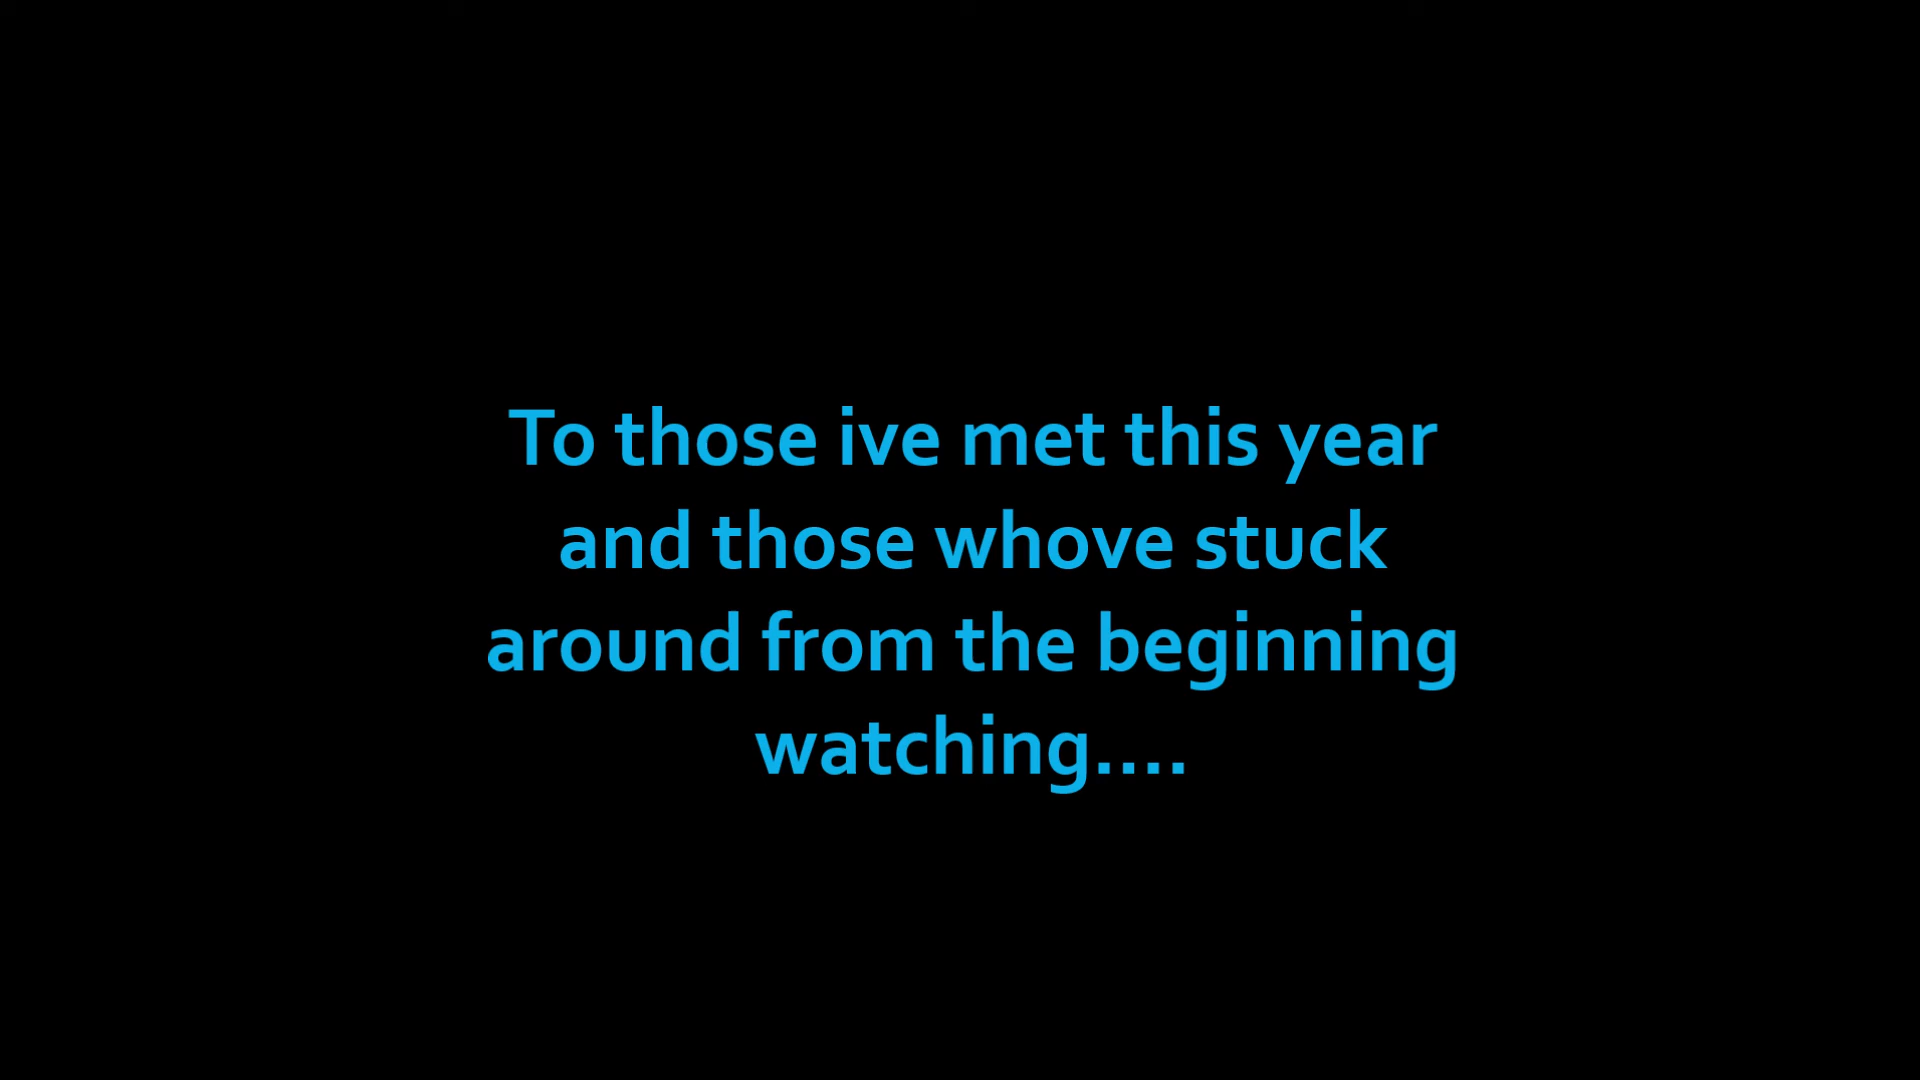 To those ive met this year
and those whove stuck
around from the beginning
watching....